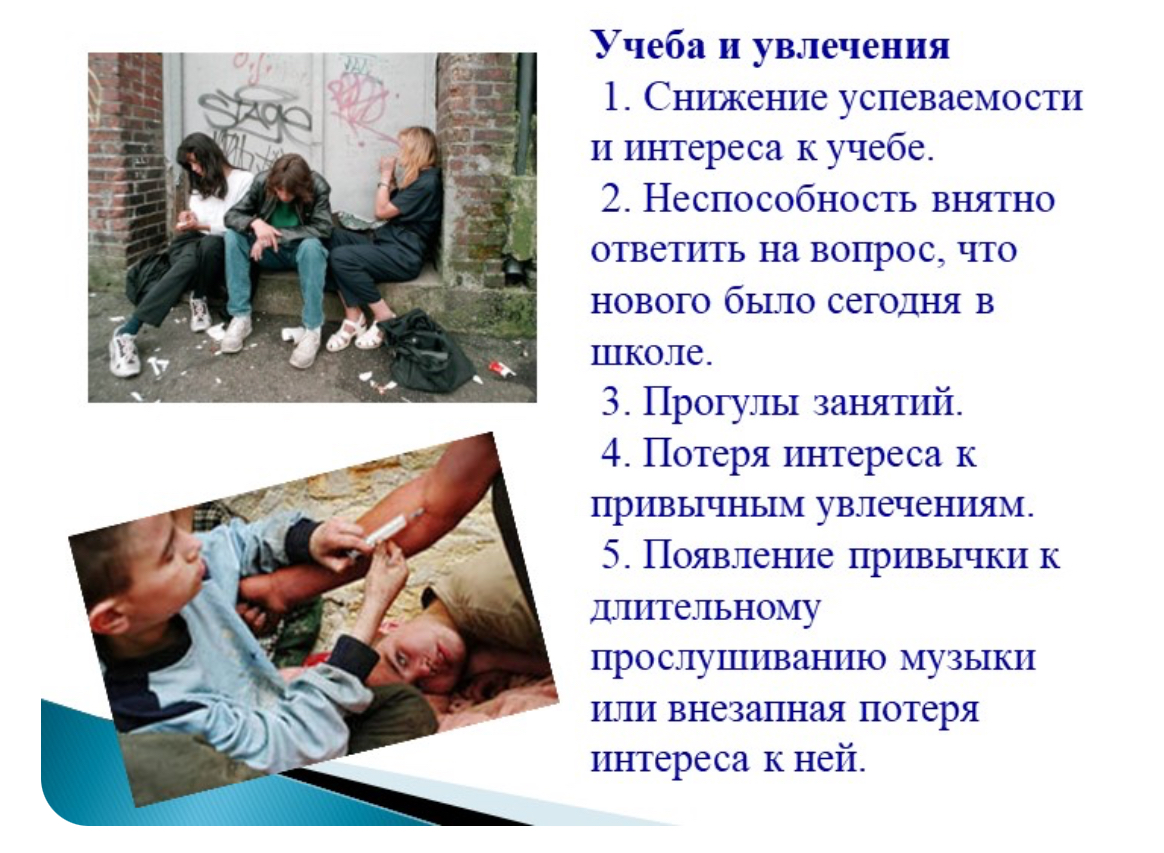 Учеба и увлечения
1. Снижение успеваемости
и интереса к учебе.
2. Неспособность внятно
ответить на вопрос, что
нового было сегодня в
школе.
3. Прогулы занятий.
4. Потеря интереса к
привычным увлечениям.
5. Появление привычки к
длительному
прослушиванию музыки
или внезапная потеря
интереса к ней.
stage